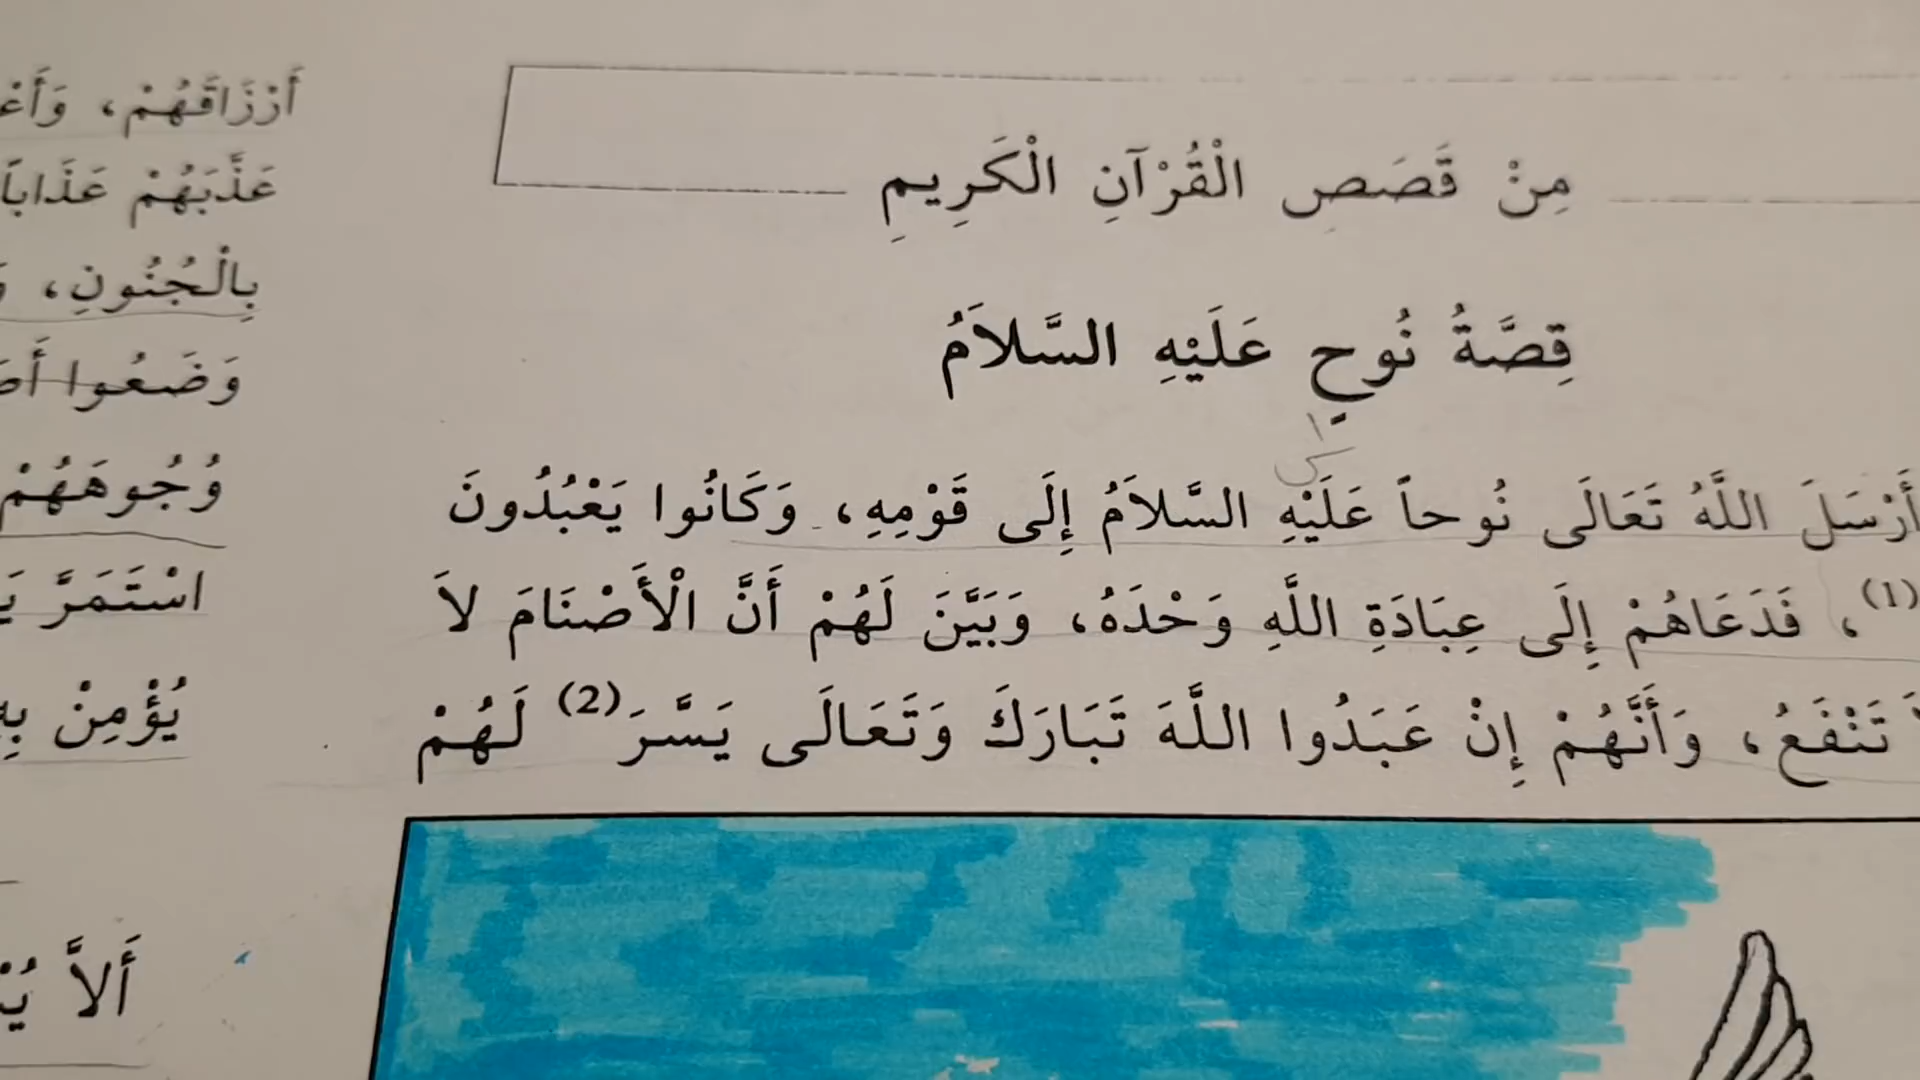 مِنْ قَصَصِ الْقُرْآنِ الْكَرِيمِ
قِصَّةُ نُوحٍ عَلَيْهِ السَّلاَمُ
أَرْسَلَ اللَّهُ تَعَالَى نُوحاً عَلَيْهِ السَّلاَمُ إِلَى قَوْمِهِ، وَكَانُوا يَعْبُدُونَ
(1)، فَدَعَاهُمْ إِلَى عِبَادَةِ اللَّهِ وَحْدَهُ، وَبَيَّنَ لَهُمْ أَنَّ الْأَصْنَامَ لاَ
تَنْفَعُ، وَأَنَّهُمْ إِنْ عَبَدُوا اللَّهَ تَبَارَكَ وَتَعَالَى يَسَّرَ(2) لَهُمْ
أَرْزَاقَهُمْ،
عَذَّبَهُمْ عَذَاباً
بِالْجُنُونِ،
وَضَعُوا
وُجُوهَهُمْ
اسْتَمَرَّ
يُؤْمِنْ
أَلاَّ